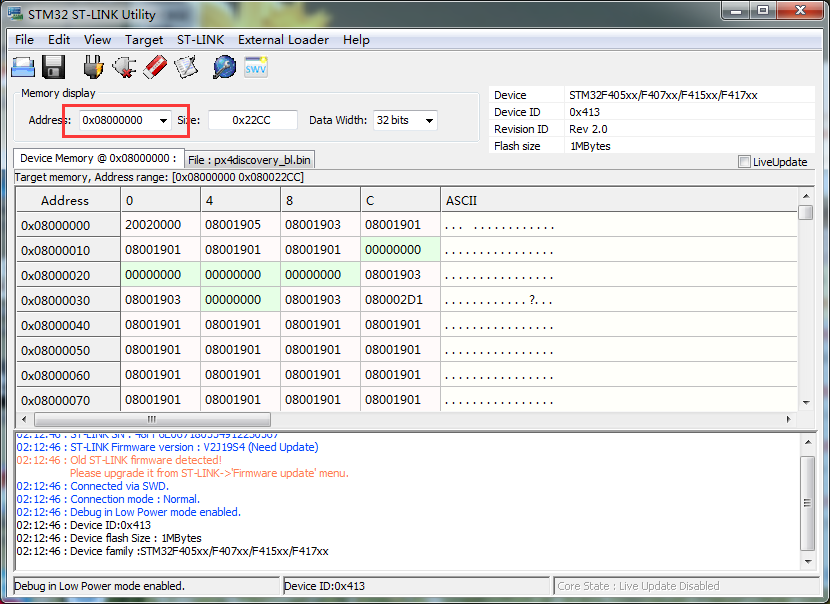 STM32 ST-LINK Utility
File Edit View Target ST-LINK External Loader Help
SWV
Memory display
Address: 0x08000000 Size: 0x22CC Data Width: 32 bits
Device STM32F405xx/F407xx/F415xx/F417xx
Device ID 0x413
Revision ID Rev 2.0
Flash size 1MBytes
LiveUpdate
Device Memory @ 0x08000000 : File : px4discovery_bl.bin
Target memory, Address range: [0x08000000 0x080022CC]
Address 0 4 8 C ASCII
0x08000000 20020000 08001905 08001903 08001901 ... ............
0x08000010 08001901 08001901 08001901 00000000 ................
0x08000020 00000000 00000000 00000000 08001903 ................
0x08000030 08001903 00000000 08001903 080002D1 ............?...
0x08000040 08001901 08001901 08001901 08001901 ................
0x08000050 08001901 08001901 08001901 08001901 ................
0x08000060 08001901 08001901 08001901 08001901 ................
0x08000070 08001901 08001901 08001901 08001901 ................
02:12:46 : ST-LINK SN :
02:12:46 : ST-LINK Firmware version : V2J19S4 (Need Update)
02:12:46 : Old ST-LINK firmware detected!
Please upgrade it from ST-LINK->'Firmware update' menu.
02:12:46 : Connected via SWD.
02:12:46 : Connection mode : Normal.
02:12:46 : Debug in Low Power mode enabled.
02:12:46 : Device ID:0x413
02:12:46 : Device flash Size : 1MBytes
02:12:46 : Device family :STM32F405xx/F407xx/F415xx/F417xx
Debug in Low Power mode enabled. Device ID:0x413 Core State : Live Update Disabled